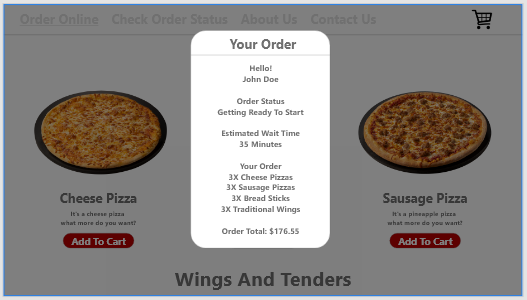 Order Online Check Order Status About Us Contact Us
Your Order
Hello!
John Doe
Order Status
Getting Ready To Start
Estimated Wait Time
35 Minutes
Your Order
3X Cheese Pizzas
3X Sausage Pizzas
3X Bread Sticks
3X Traditional Wings
Order Total: $176.55
Cheese Pizza
It's a cheese pizza
what more do you want?
Add To Cart
Sausage Pizza
It's a pineapple pizza
what more do you want?
Add To Cart
Wings And Tenders